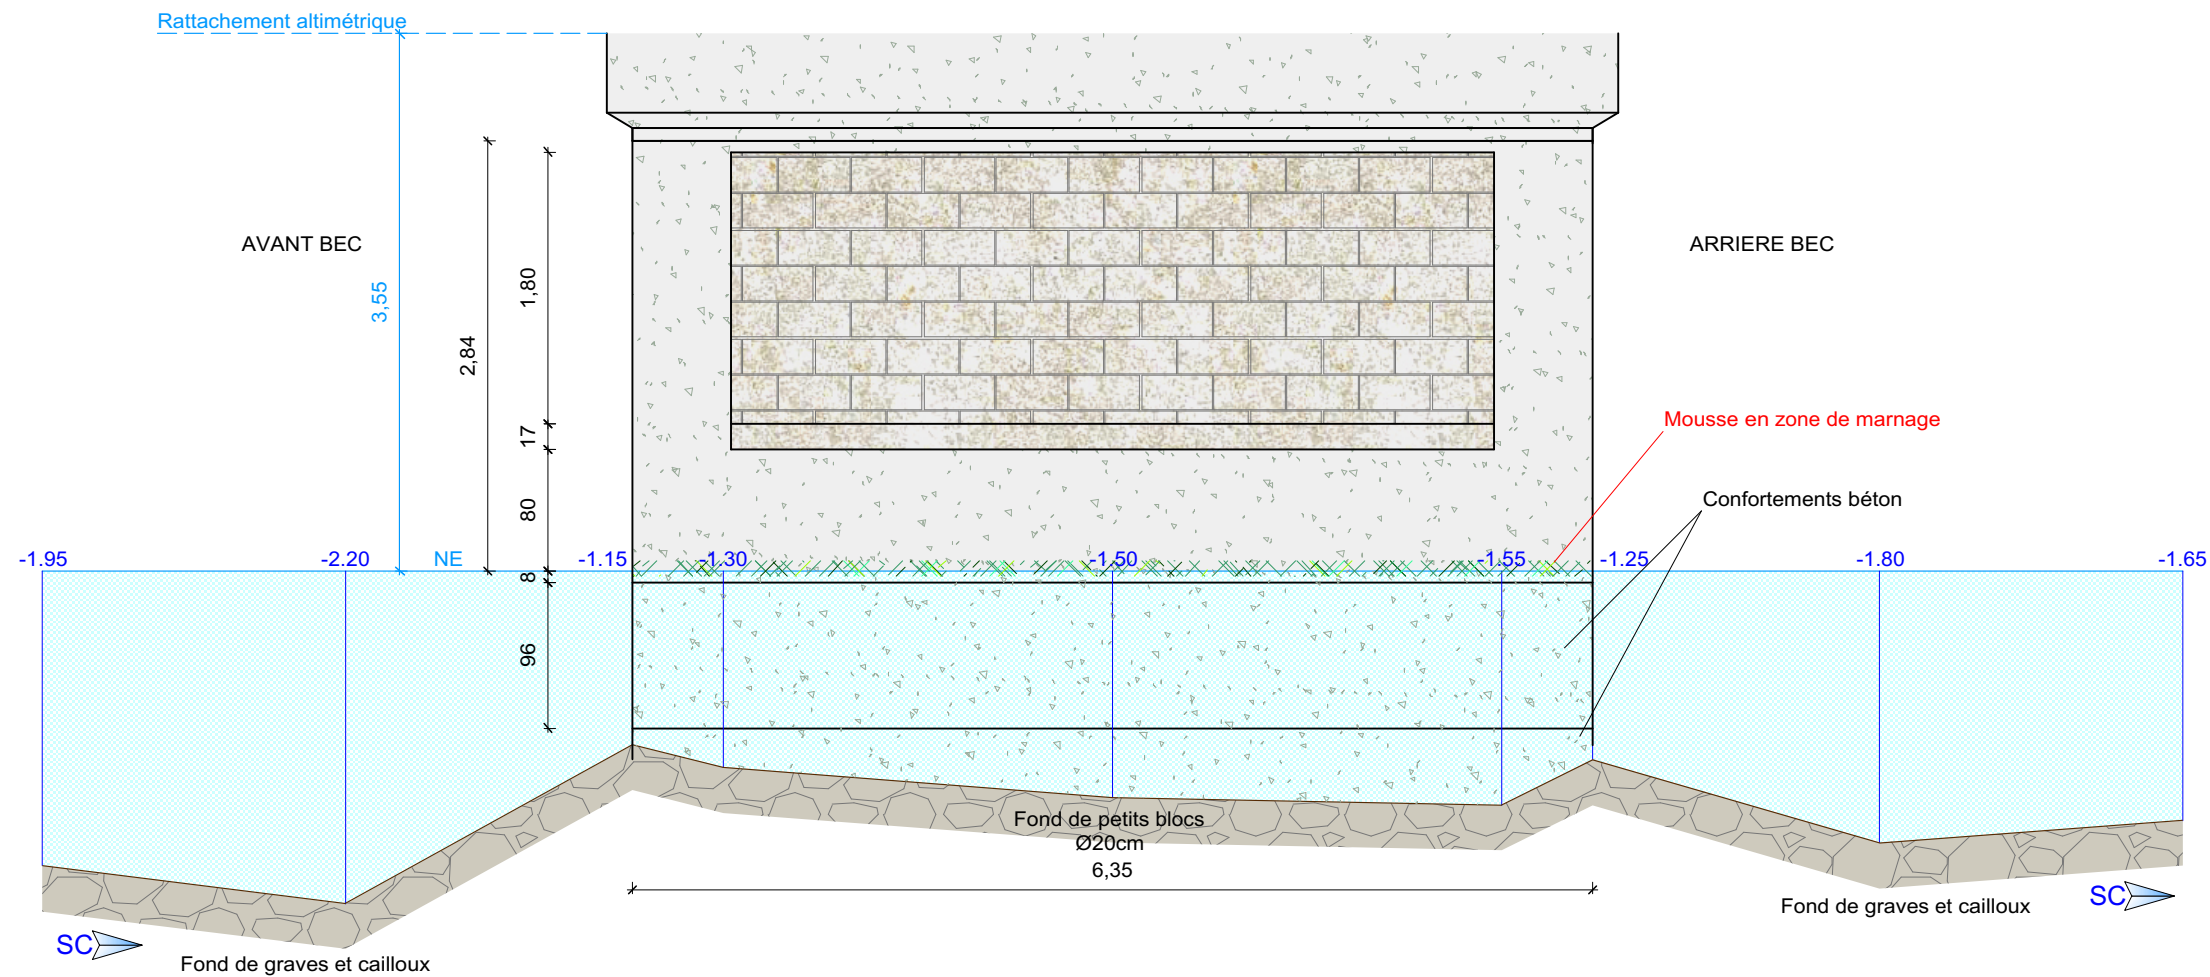 Rattachement altimétrique
AVANT BEC
ARRIERE BEC
3,55
2,84
1,80
17
80
8
96
Mousse en zone de marnage
Confortements béton
-1.95
-2.20
NE
-1.15
-1.30
-1.50
-1.55
-1.25
-1.80
-1.65
Fond de petits blocs
Ø20cm
6,35
SC
Fond de graves et cailloux
Fond de graves et cailloux
SC